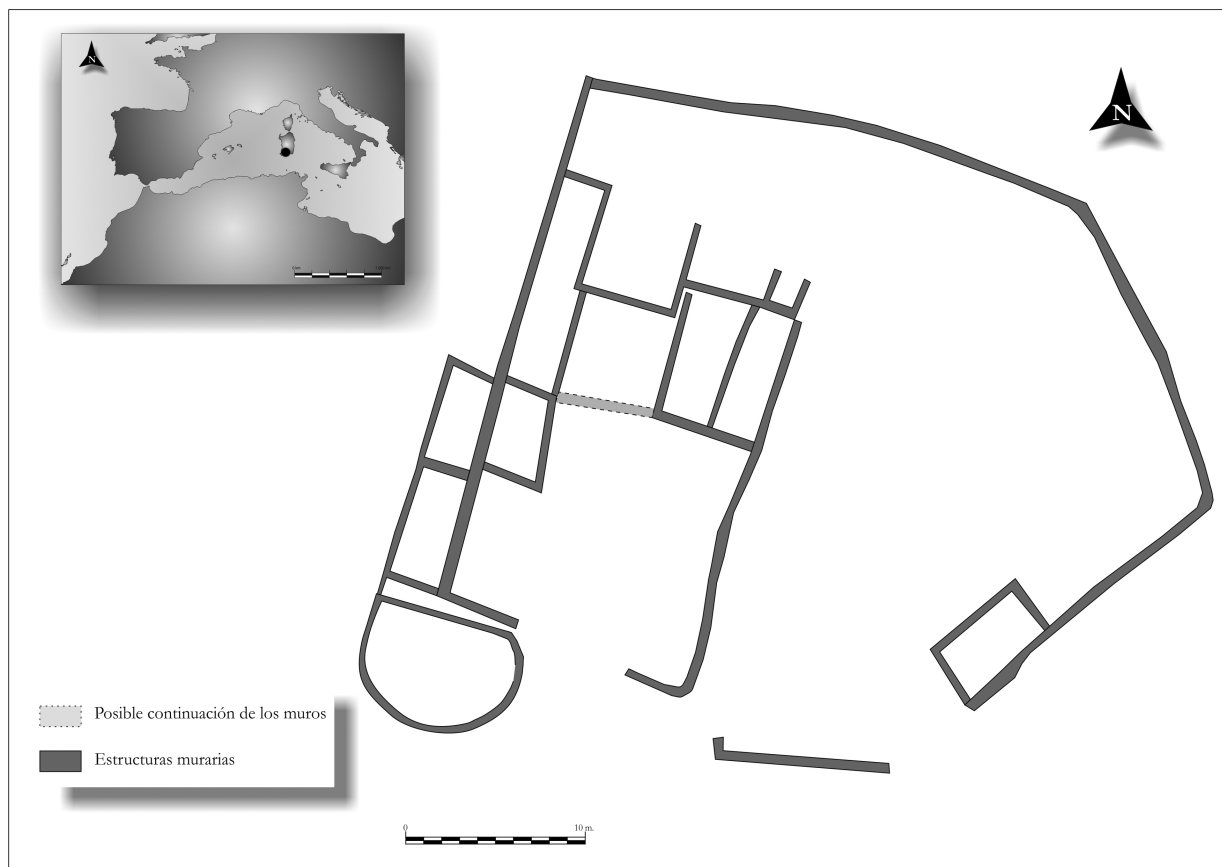 N
N
Posible continuación de los muros
Estructuras murarias
0 10 m.